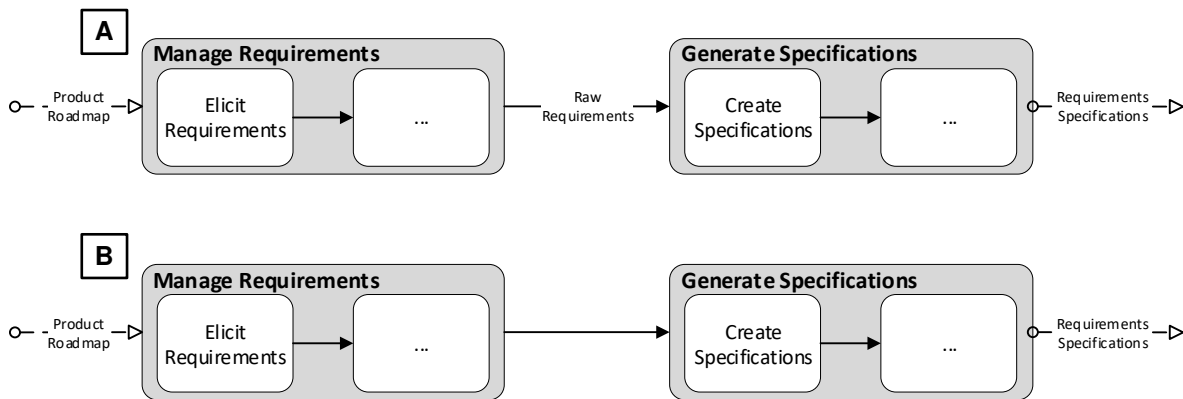 A
Manage Requirements
Generate Specifications
Product
Roadmap
Elicit
Requirements
...
Raw
Requirements
Create
Specifications
...
Requirements
Specifications
B
Manage Requirements
Generate Specifications
Product
Roadmap
Elicit
Requirements
...
Create
Specifications
...
Requirements
Specifications